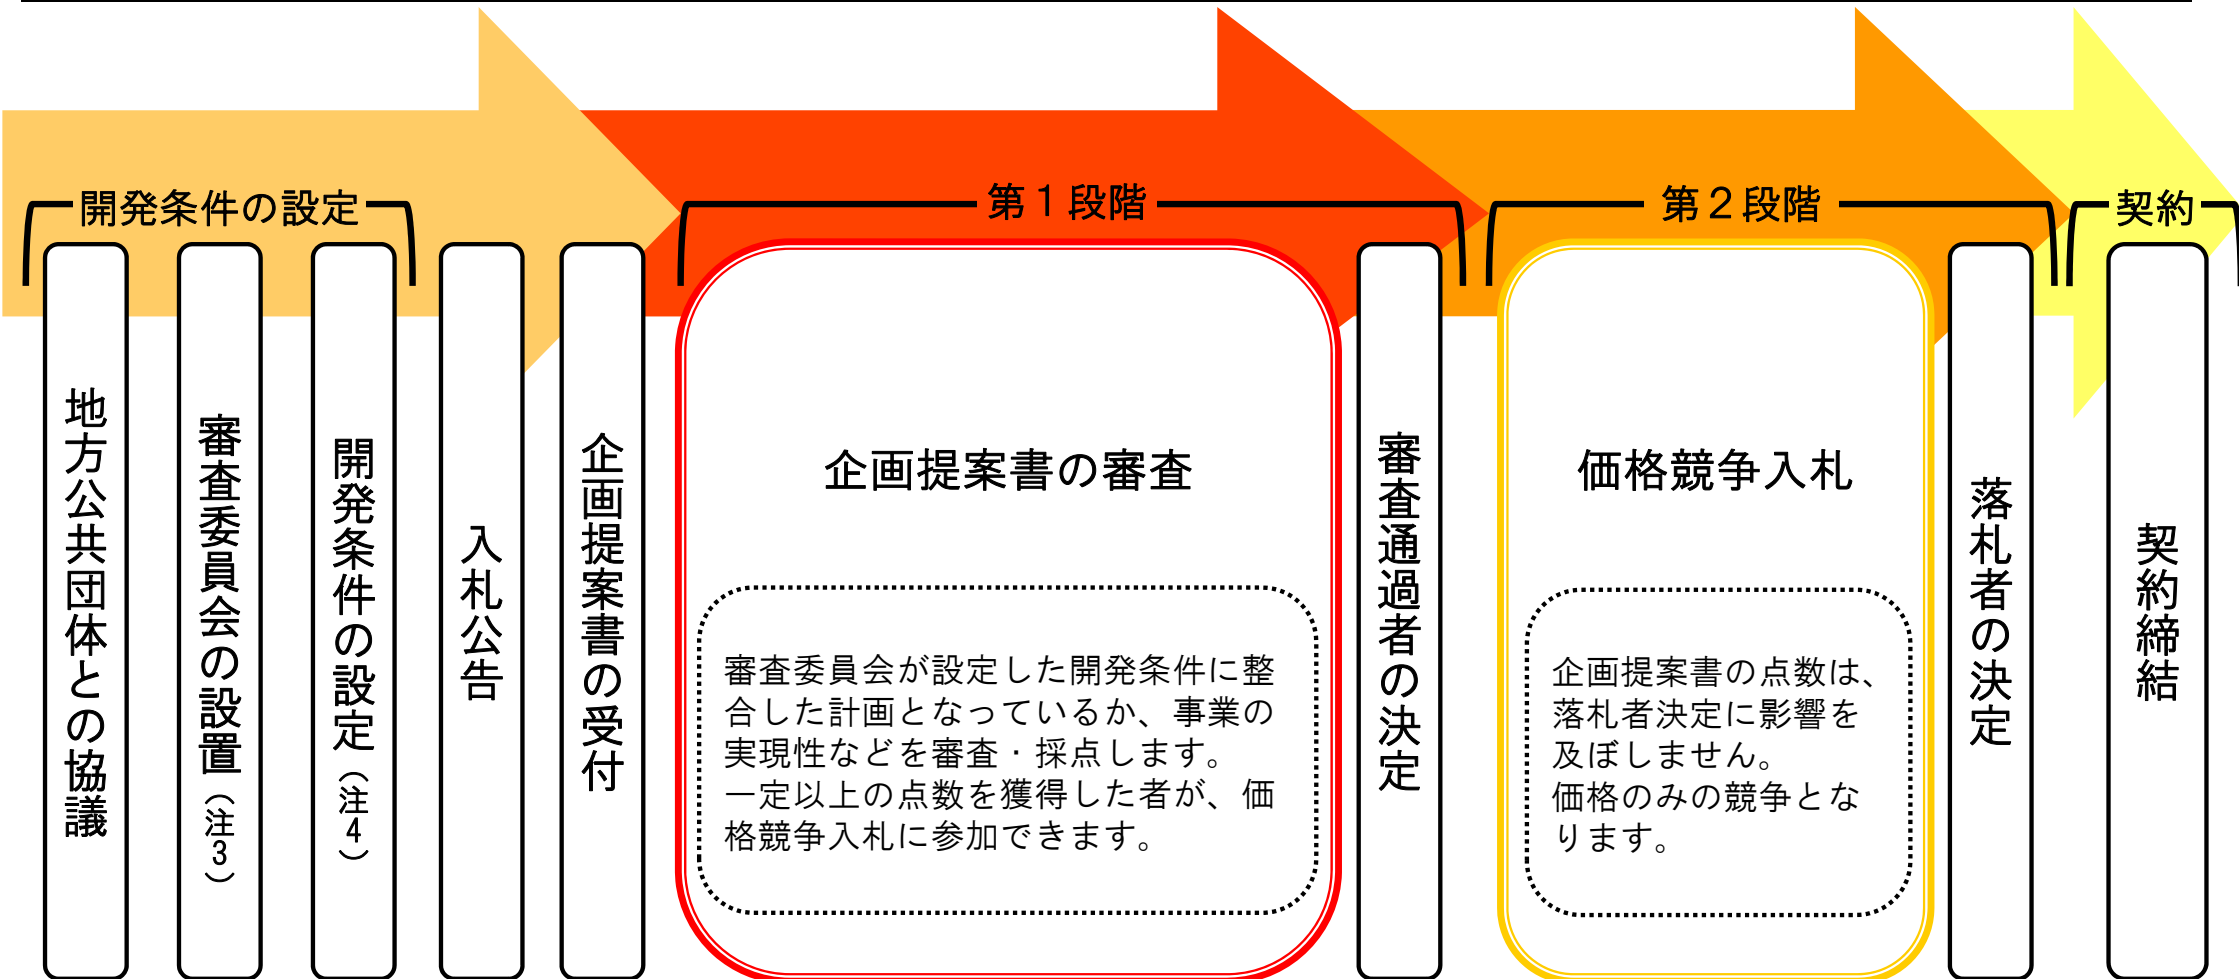 開発条件の設定
第１段階
第２段階
契約
地方公共団体との協議
審査委員会の設置（注3）
開発条件の設定（注4）
入札公告
企画提案書の受付
企画提案書の審査
審査委員会が設定した開発条件に整
合した計画となっているか、事業の
実現性などを審査・採点します。
一定以上の点数を獲得した者が、価
格競争入札に参加できます。
審査通過者の決定
価格競争入札
企画提案書の点数は、
落札者決定に影響を
及ぼしません。
価格のみの競争とな
ります。
落札者の決定
契約締結